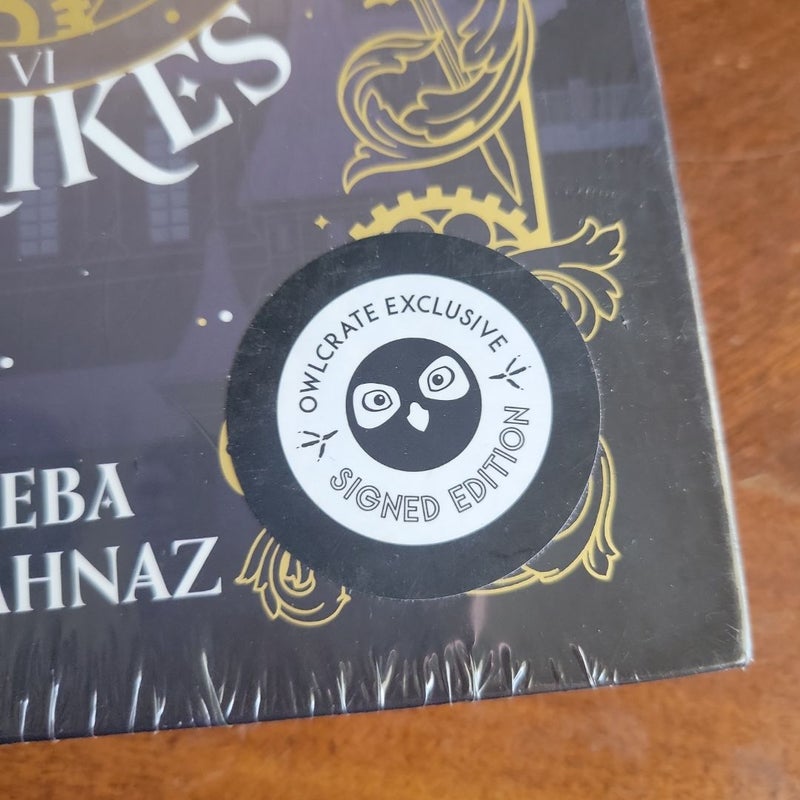 VI
IKES
OWLCRATE EXCLUSIVE
SIGNED EDITION
EBA
AHNAZ